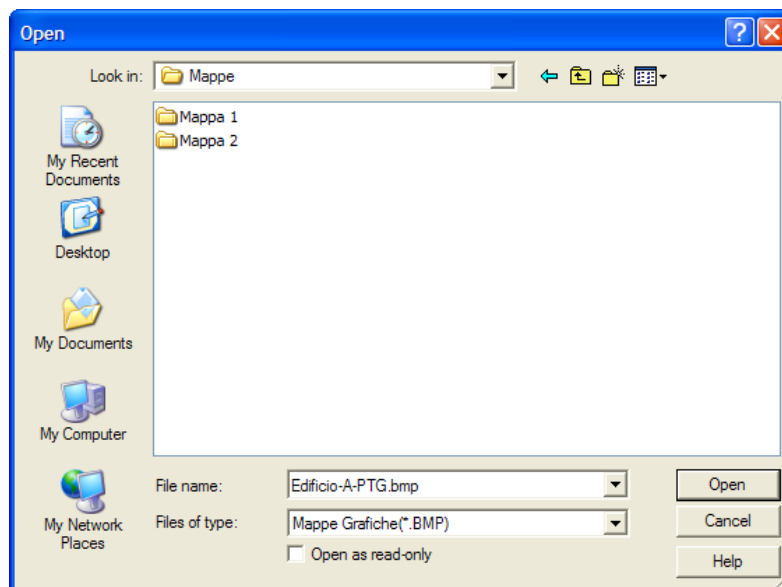 Open
Look in: Mappe
Mappa 1
Mappa 2
My Recent
Documents
Desktop
My Documents
My Computer
My Network
Places
File name: Edificio-A-PTG.bmp Open
Files of type: Mappe Grafiche(*.BMP) Cancel
Open as read-only Help